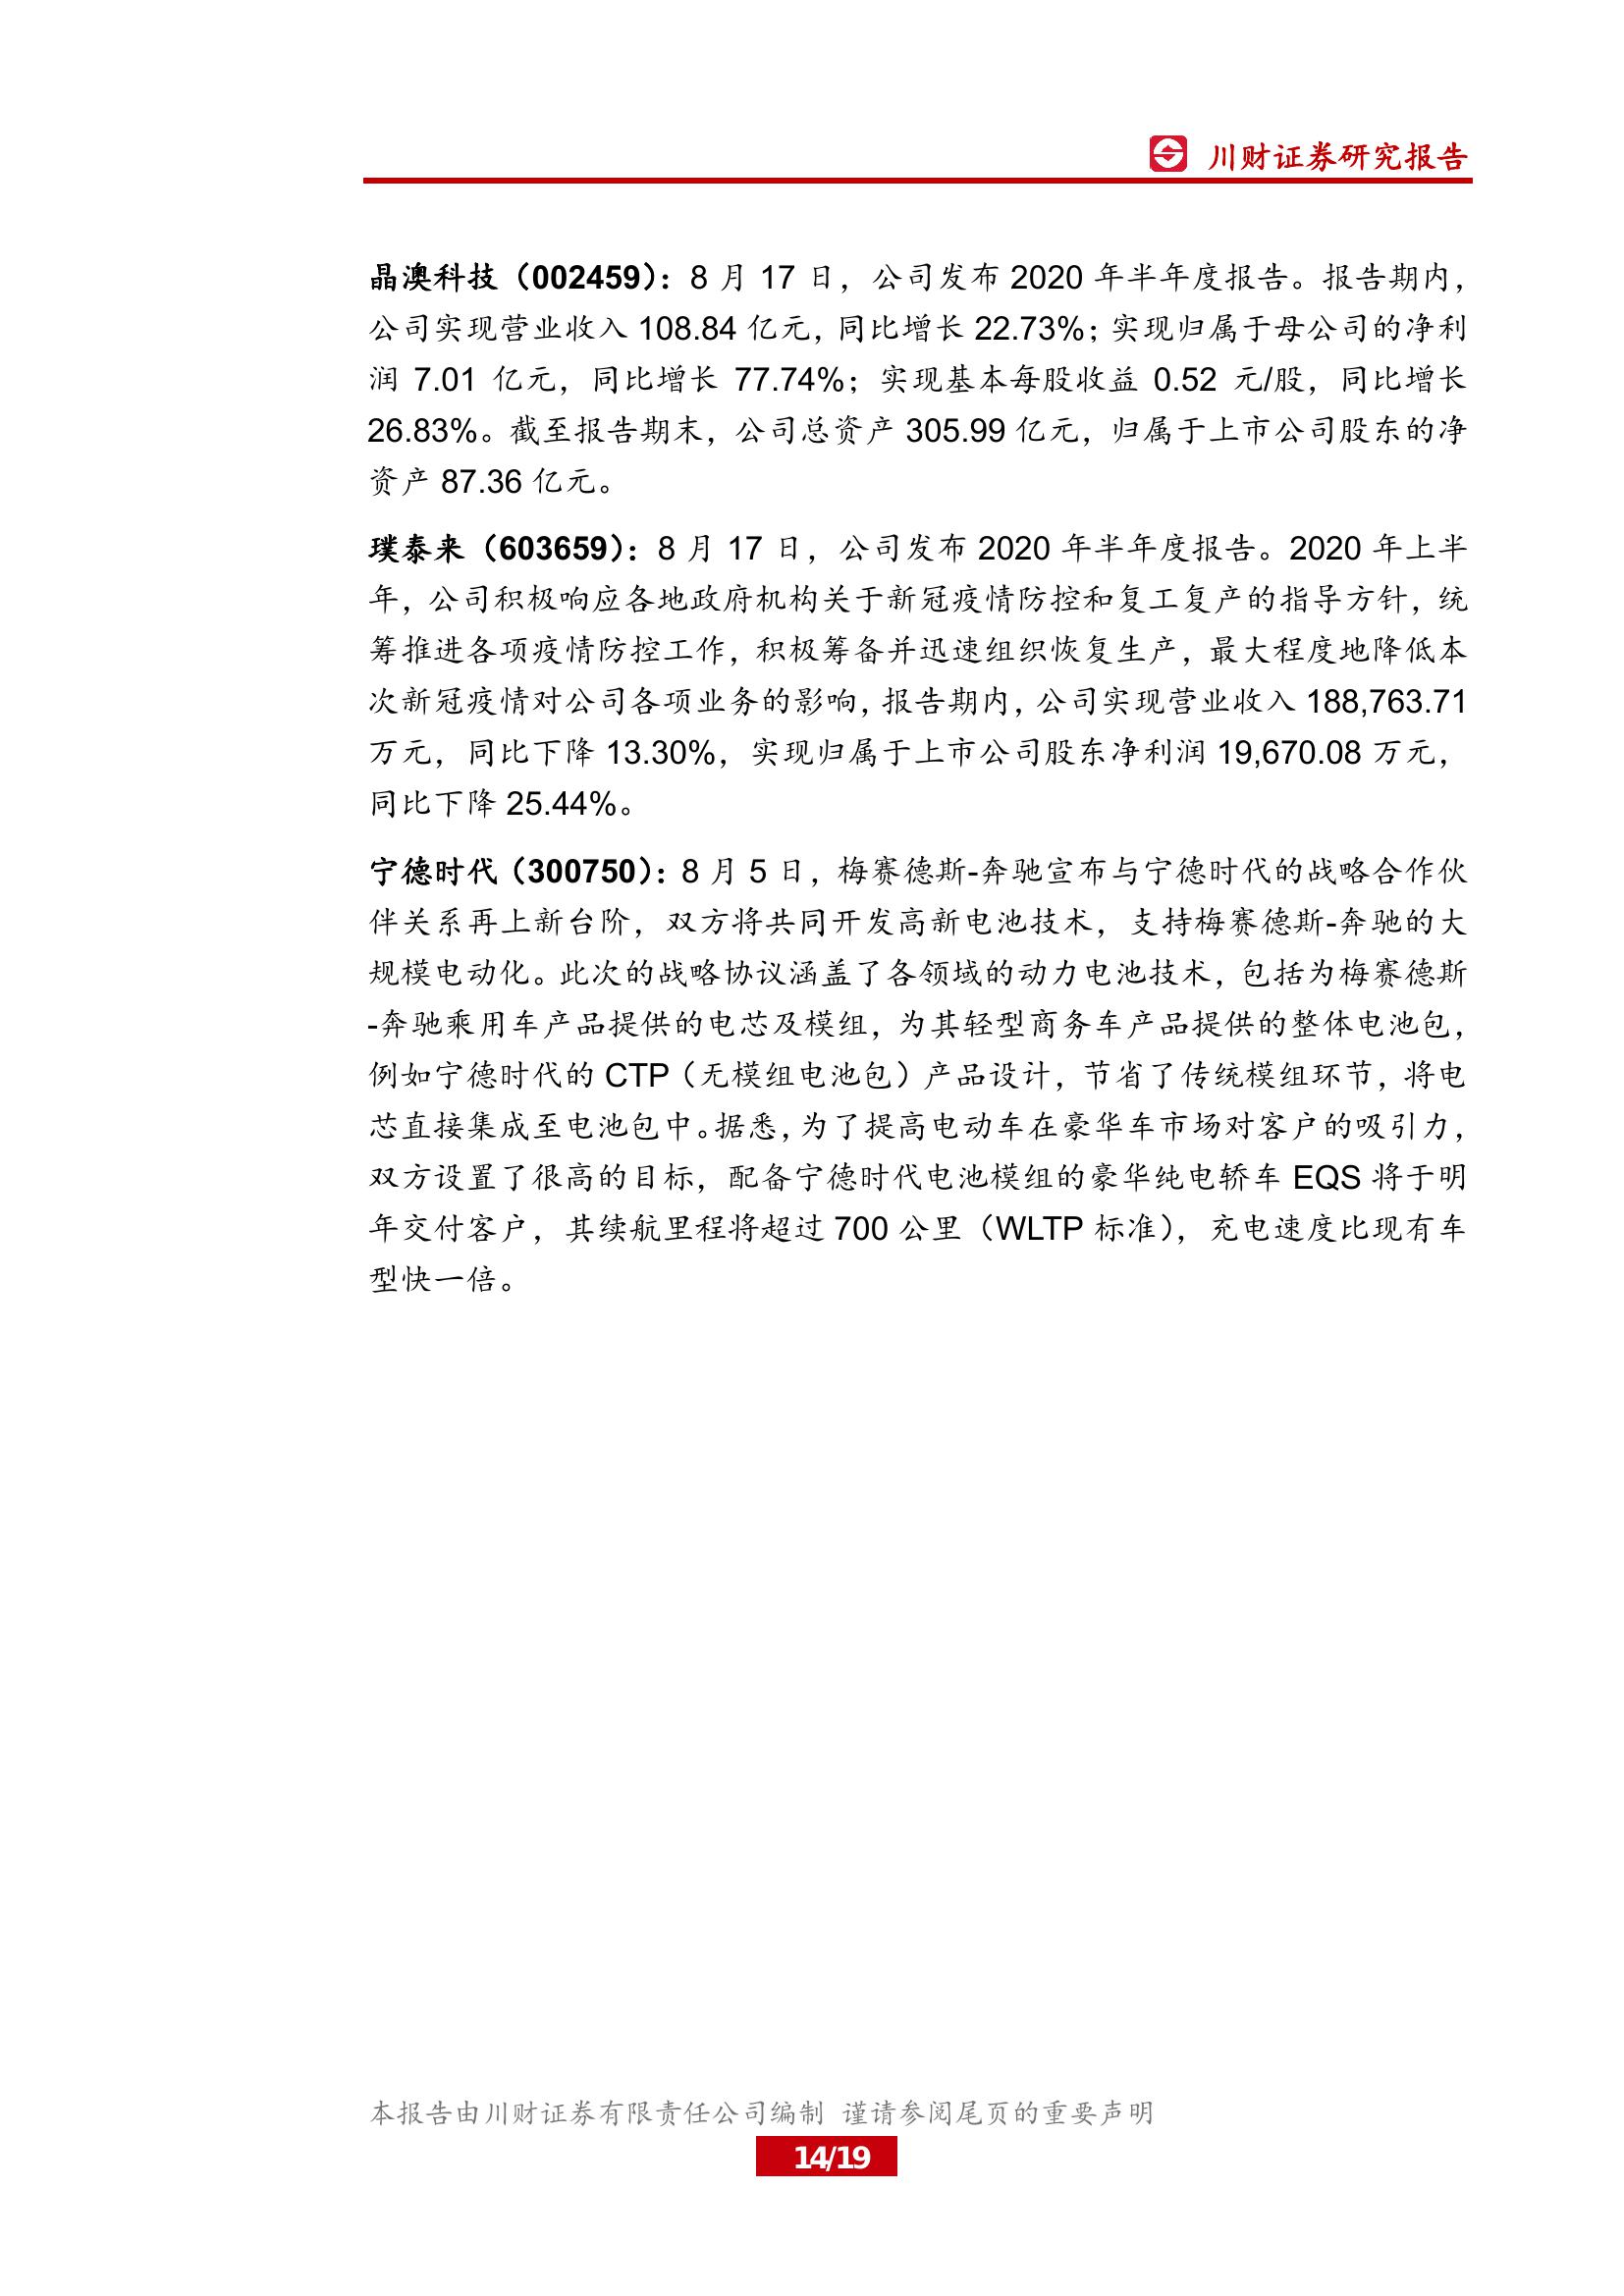 川财证券研究报告
晶澳科技（002459）：8 月 17 日，公司发布 2020 年半年度报告。报告期内，
公司实现营业收入 108.84 亿元，同比增长 22.73%；实现归属于母公司的净利
润 7.01 亿元，同比增长 77.74%；实现基本每股收益 0.52 元/股，同比增长
26.83%。截至报告期末，公司总资产 305.99 亿元，归属于上市公司股东的净
资产 87.36 亿元。
璞泰来（603659）：8 月 17 日，公司发布 2020 年半年度报告。2020 年上半
年，公司积极响应各地政府机构关于新冠疫情防控和复工复产的指导方针，统
筹推进各项疫情防控工作，积极筹备并迅速组织恢复生产，最大程度地降低本
次新冠疫情对公司各项业务的影响，报告期内，公司实现营业收入 188,763.71
万元，同比下降 13.30%，实现归属于上市公司股东净利润 19,670.08 万元，
同比下降 25.44%。
宁德时代（300750）：8 月 5 日，梅赛德斯-奔驰宣布与宁德时代的战略合作伙
伴关系再上新台阶，双方将共同开发高新电池技术，支持梅赛德斯-奔驰的大
规模电动化。此次的战略协议涵盖了各领域的动力电池技术，包括为梅赛德斯
-奔驰乘用车产品提供的电芯及模组，为其轻型商务车产品提供的整体电池包，
例如宁德时代的 CTP（无模组电池包）产品设计，节省了传统模组环节，将电
芯直接集成至电池包中。据悉，为了提高电动车在豪华车市场对客户的吸引力，
双方设置了很高的目标，配备宁德时代电池模组的豪华纯电轿车 EQS 将于明
年交付客户，其续航里程将超过 700 公里（WLTP 标准），充电速度比现有车
型快一倍。
本报告由川财证券有限责任公司编制 谨请参阅尾页的重要声明
14/19